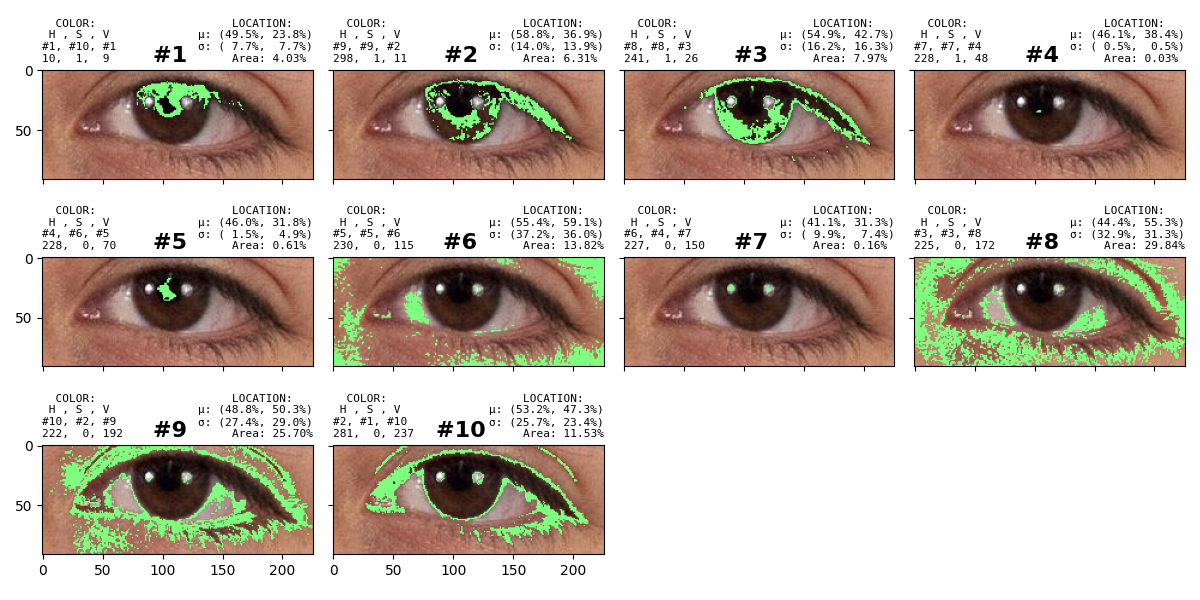 COLOR: LOCATION:
H , S , V μ: (49.5%, 23.8%)
#1, #10, #1 #1 σ: ( 7.7%, 7.7%)
10, 1, 9 Area: 4.03%
COLOR: LOCATION:
H , S , V μ: (58.8%, 36.9%)
#9, #9, #2 #2 σ: (14.0%, 13.9%)
298, 1, 11 Area: 6.31%
COLOR: LOCATION:
H , S , V μ: (54.9%, 42.7%)
#8, #8, #3 #3 σ: (16.2%, 16.3%)
241, 1, 26 Area: 7.97%
COLOR: LOCATION:
H , S , V μ: (46.1%, 38.4%)
#7, #7, #4 #4 σ: ( 0.5%, 0.5%)
228, 1, 48 Area: 0.03%
0
50
COLOR: LOCATION:
H , S , V μ: (46.0%, 31.8%)
#4, #6, #5 #5 σ: ( 1.5%, 4.9%)
228, 0, 70 Area: 0.61%
COLOR: LOCATION:
H , S , V μ: (55.4%, 59.1%)
#5, #5, #6 #6 σ: (37.2%, 36.0%)
230, 0, 115 Area: 13.82%
COLOR: LOCATION:
H , S , V μ: (41.1%, 31.3%)
#6, #4, #7 #7 σ: ( 9.9%, 7.4%)
227, 0, 150 Area: 0.16%
COLOR: LOCATION:
H , S , V μ: (44.4%, 55.3%)
#3, #3, #8 #8 σ: (32.9%, 31.3%)
225, 0, 172 Area: 29.84%
0
50
COLOR: LOCATION:
H , S , V μ: (48.8%, 50.3%)
#10, #2, #9 #9 σ: (27.4%, 29.0%)
222, 0, 192 Area: 25.70%
COLOR: LOCATION:
H , S , V μ: (53.2%, 47.3%)
#2, #1, #10 #10 σ: (25.7%, 23.4%)
281, 0, 237 Area: 11.53%
0
50
0 50 100 150 200
0 50 100 150 200